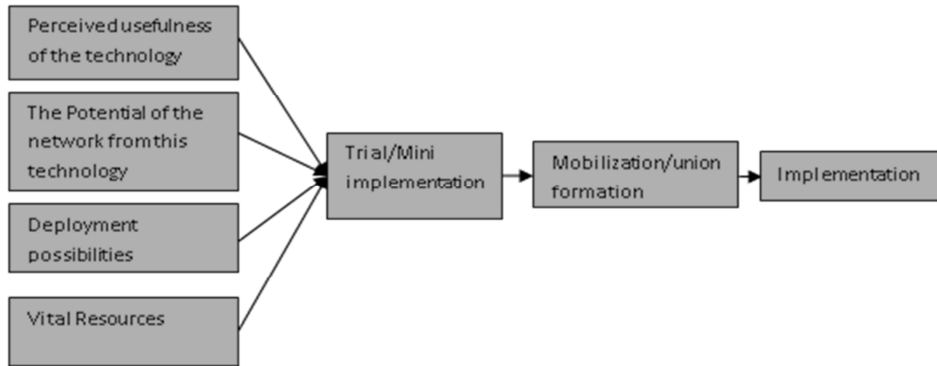 Perceived usefulness
of the technology
The Potential of the
network from this
technology
Deployment
possibilities
Vital Resources
Trial/Mini
implementation
Mobilization/union
formation
Implementation